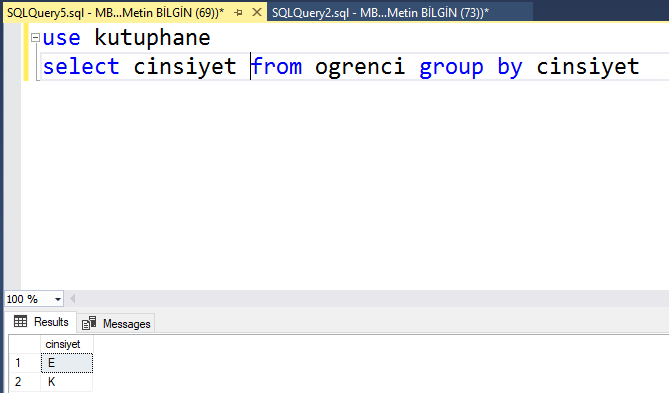 SQLQuery5.sql - MB...Metin BİLGİN (69))* SQLQuery2.sql - MB...Metin BİLGİN (73))*
use kutuphane
select cinsiyet from ogrenci group by cinsiyet
100 %
Results Messages
cinsiyet
1 E
2 K